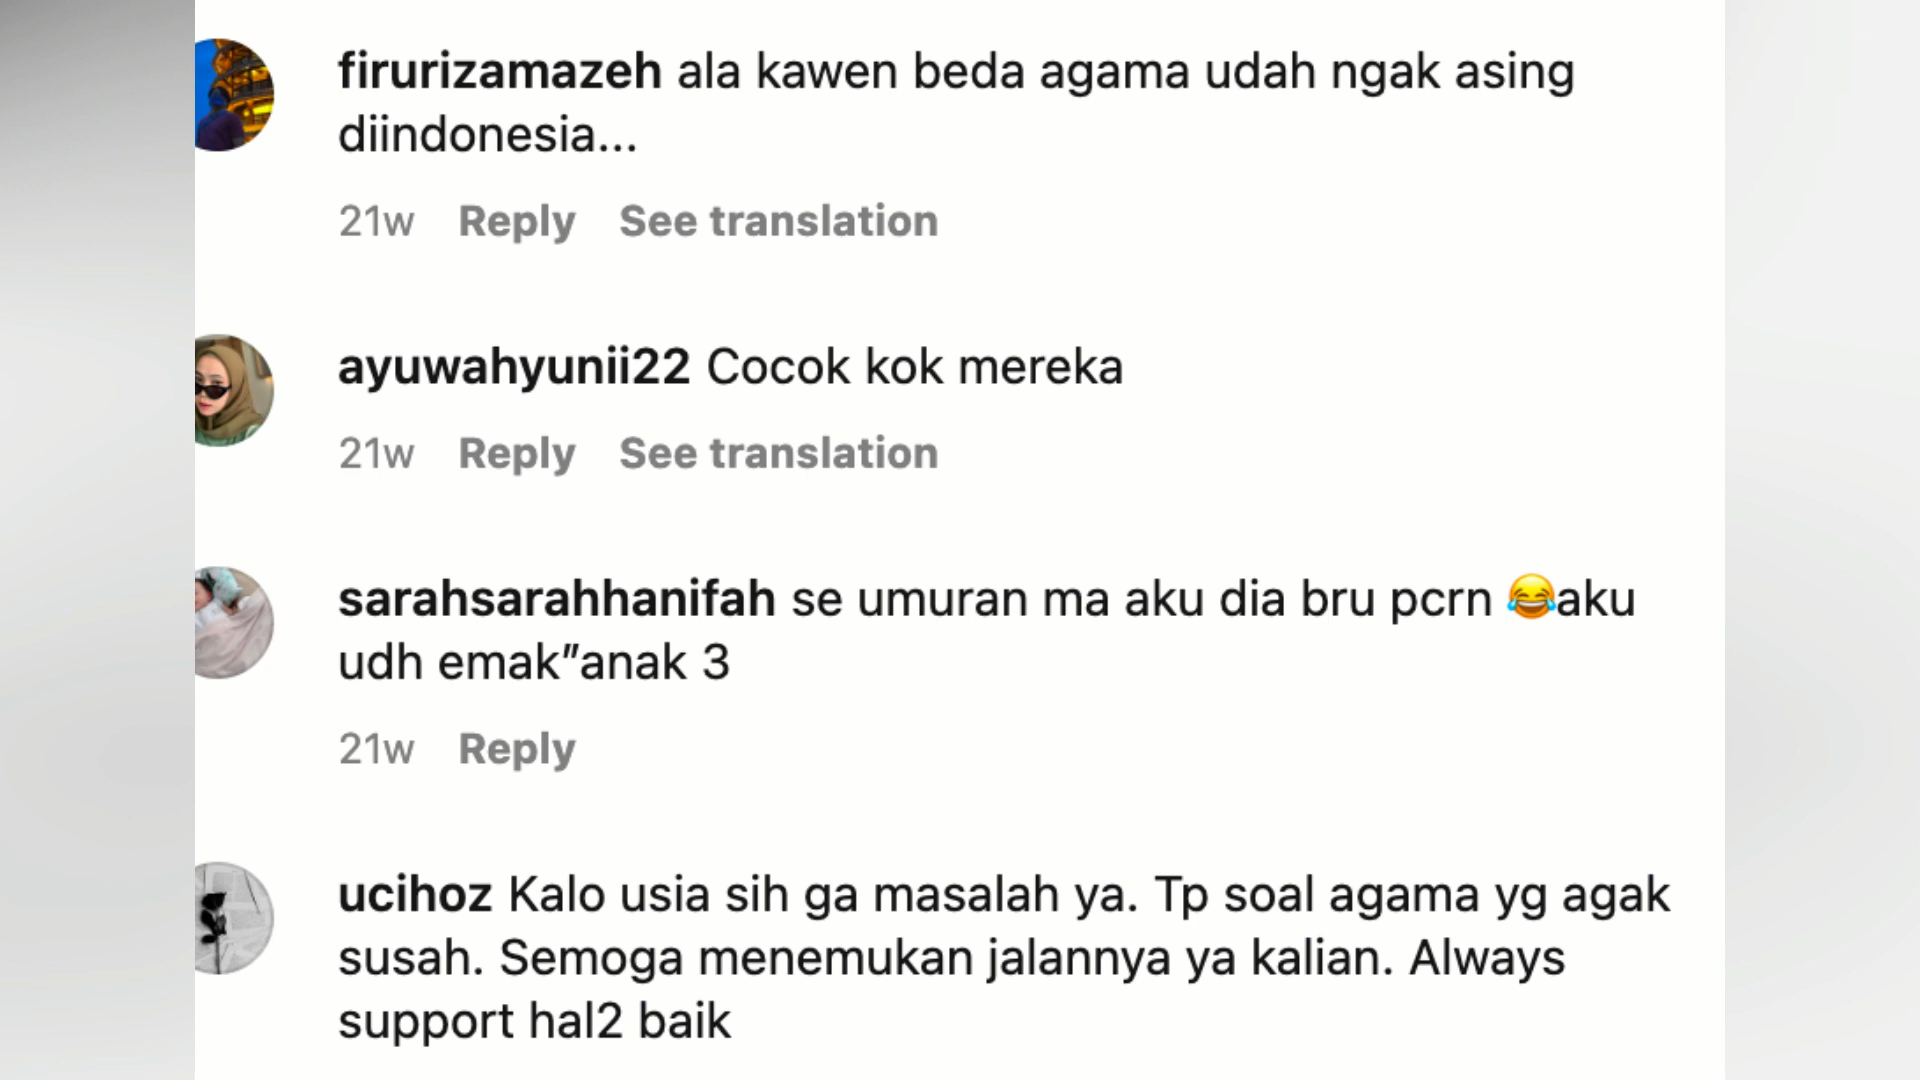 firurizamazeh ala kawen beda agama udah ngak asing
diindonesia...
21w Reply See translation
ayuwahyunii22 Cocok kok mereka
21w Reply See translation
sarahsarahhanifah se umuran ma aku dia bru pcrn 😂aku
udh emak"anak 3
21w Reply
ucihoz Kalo usia sih ga masalah ya. Tp soal agama yg agak
susah. Semoga menemukan jalannya ya kalian. Always
support hal2 baik